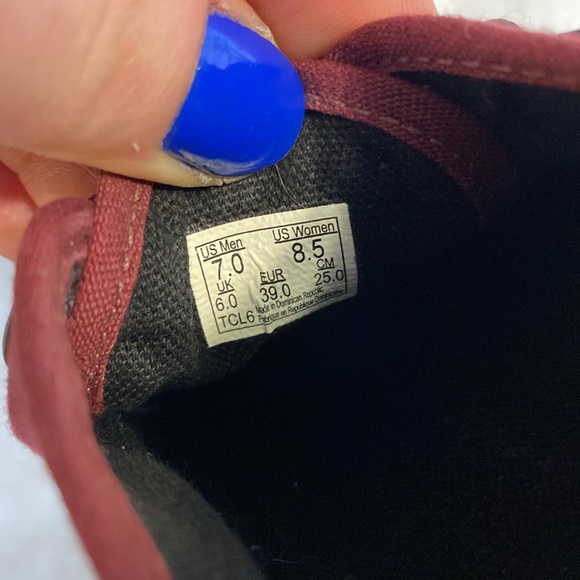 US Men US Women
7.0 8.5
UK EUR CM
6.0 39.0 25.0
TCL6 Made in Dominican Republic
Fabriqué en République Dominicaine